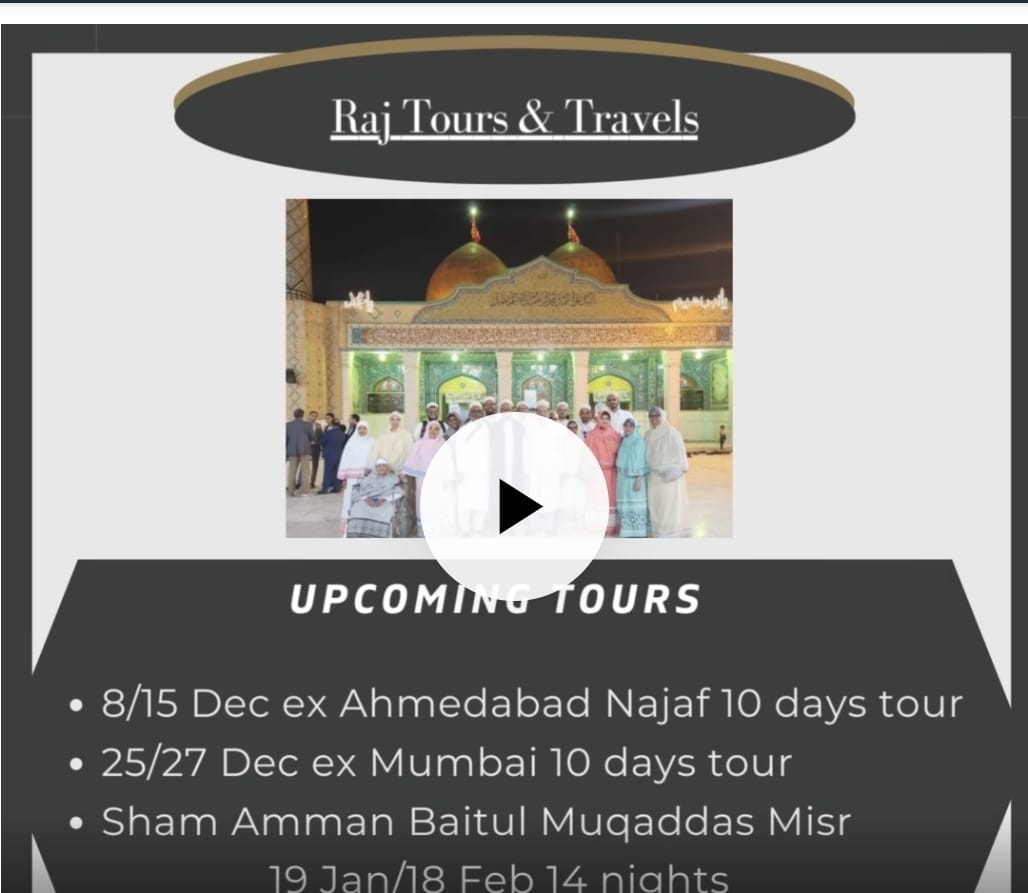 Raj Tours & Travels
UPCOMING TOURS
• 8/15 Dec ex Ahmedabad Najaf 10 days tour
• 25/27 Dec ex Mumbai 10 days tour
• Sham Amman Baitul Muqaddas Misr
19 Jan/18 Feb 14 nights